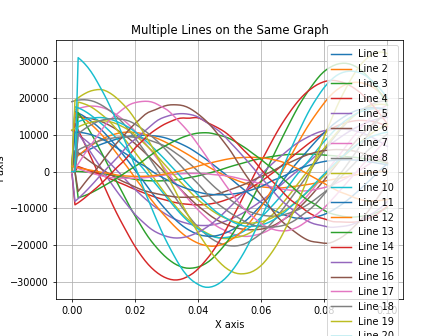 Multiple Lines on the Same Graph
30000
20000
10000
0
−10000
−20000
−30000
0.00
0.02
0.04
0.06
0.08
X axis
Line 1
Line 2
Line 3
Line 4
Line 5
Line 6
Line 7
Line 8
Line 9
Line 10
Line 11
Line 12
Line 13
Line 14
Line 15
Line 16
Line 17
Line 18
Line 19
Line 20